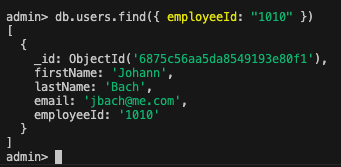 admin> db.users.find({ employeeId: "1010" })
[
  {
    _id: ObjectId('6875c56aa5da8549193e80f1'),
    firstName: 'Johann',
    lastName: 'Bach',
    email: 'jbach@me.com',
    employeeId: '1010'
  }
]
admin>